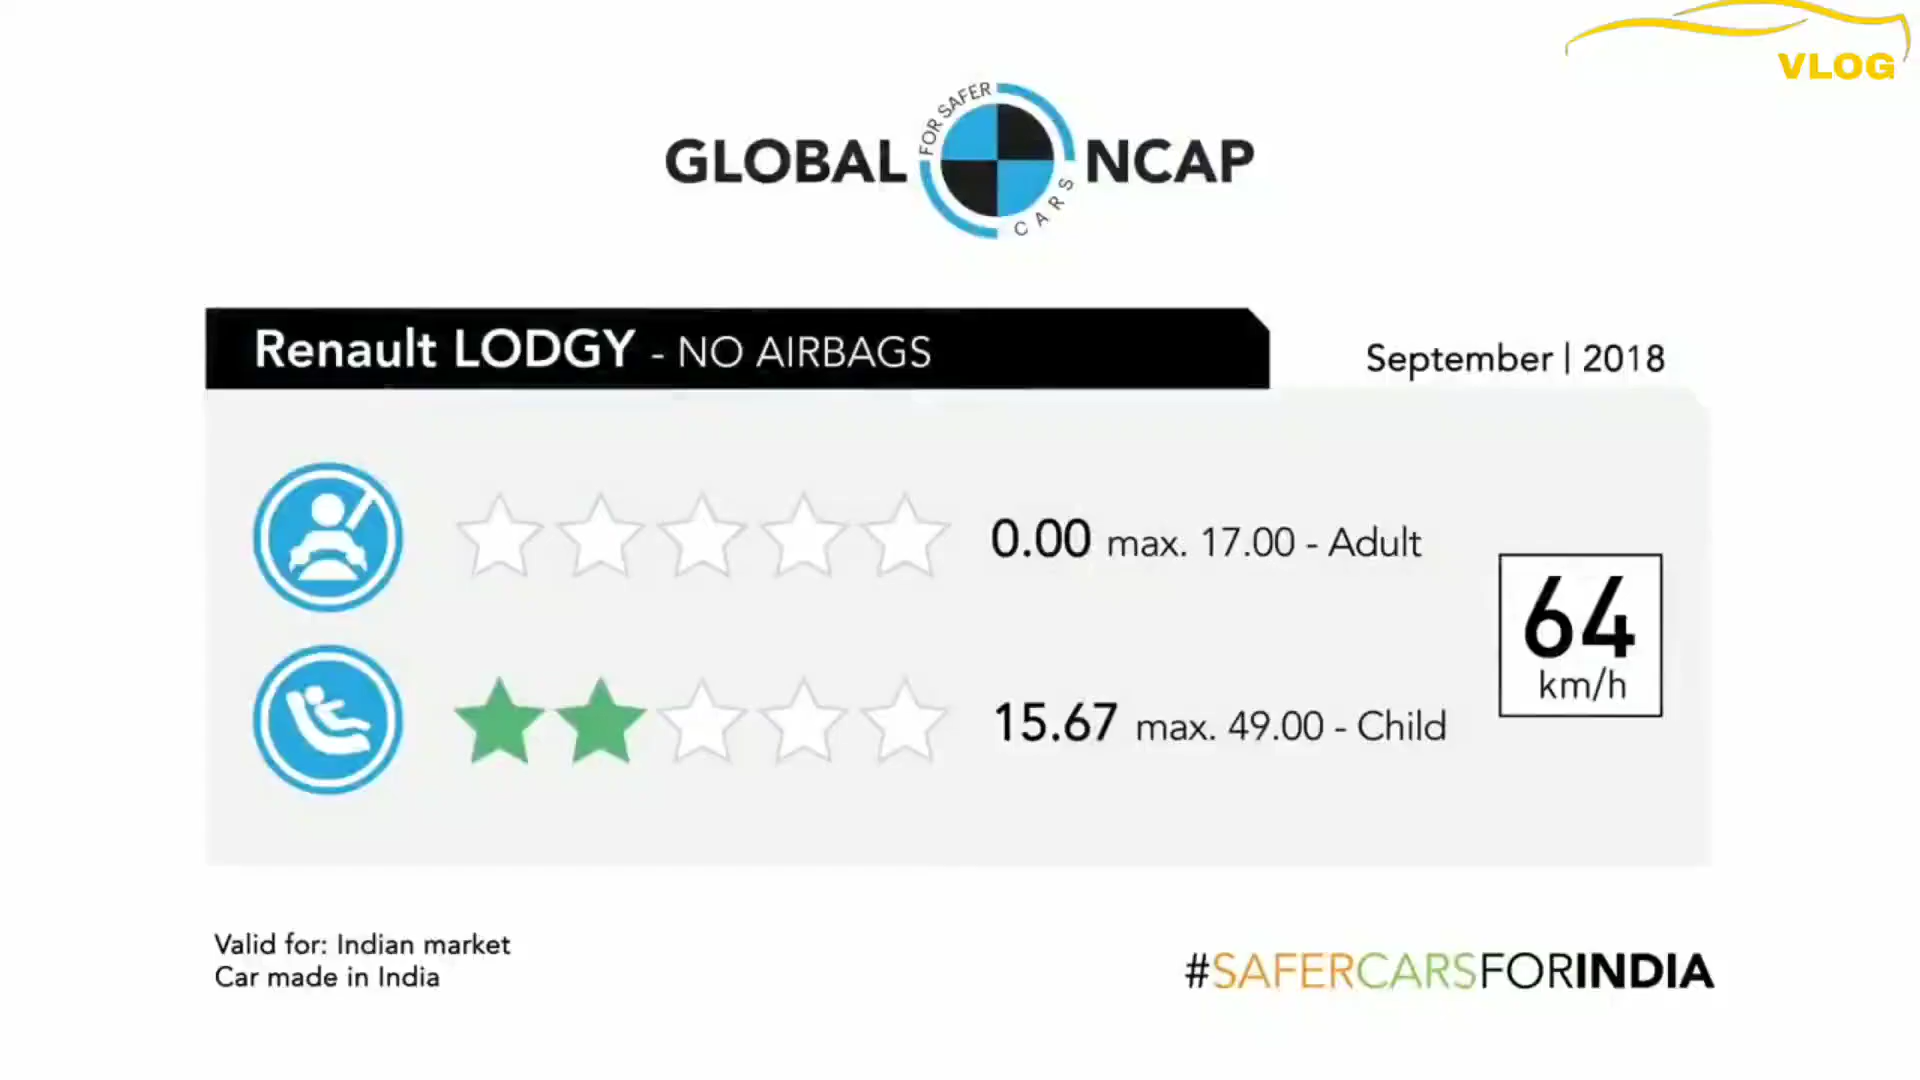 VLOG
GLOBAL FOR SAFER CARS NCAP
Renault LODGY - NO AIRBAGS
September | 2018
0.00 max. 17.00 - Adult
64
km/h
15.67 max. 49.00 - Child
Valid for: Indian market
Car made in India
#SAFERCARSFORINDIA